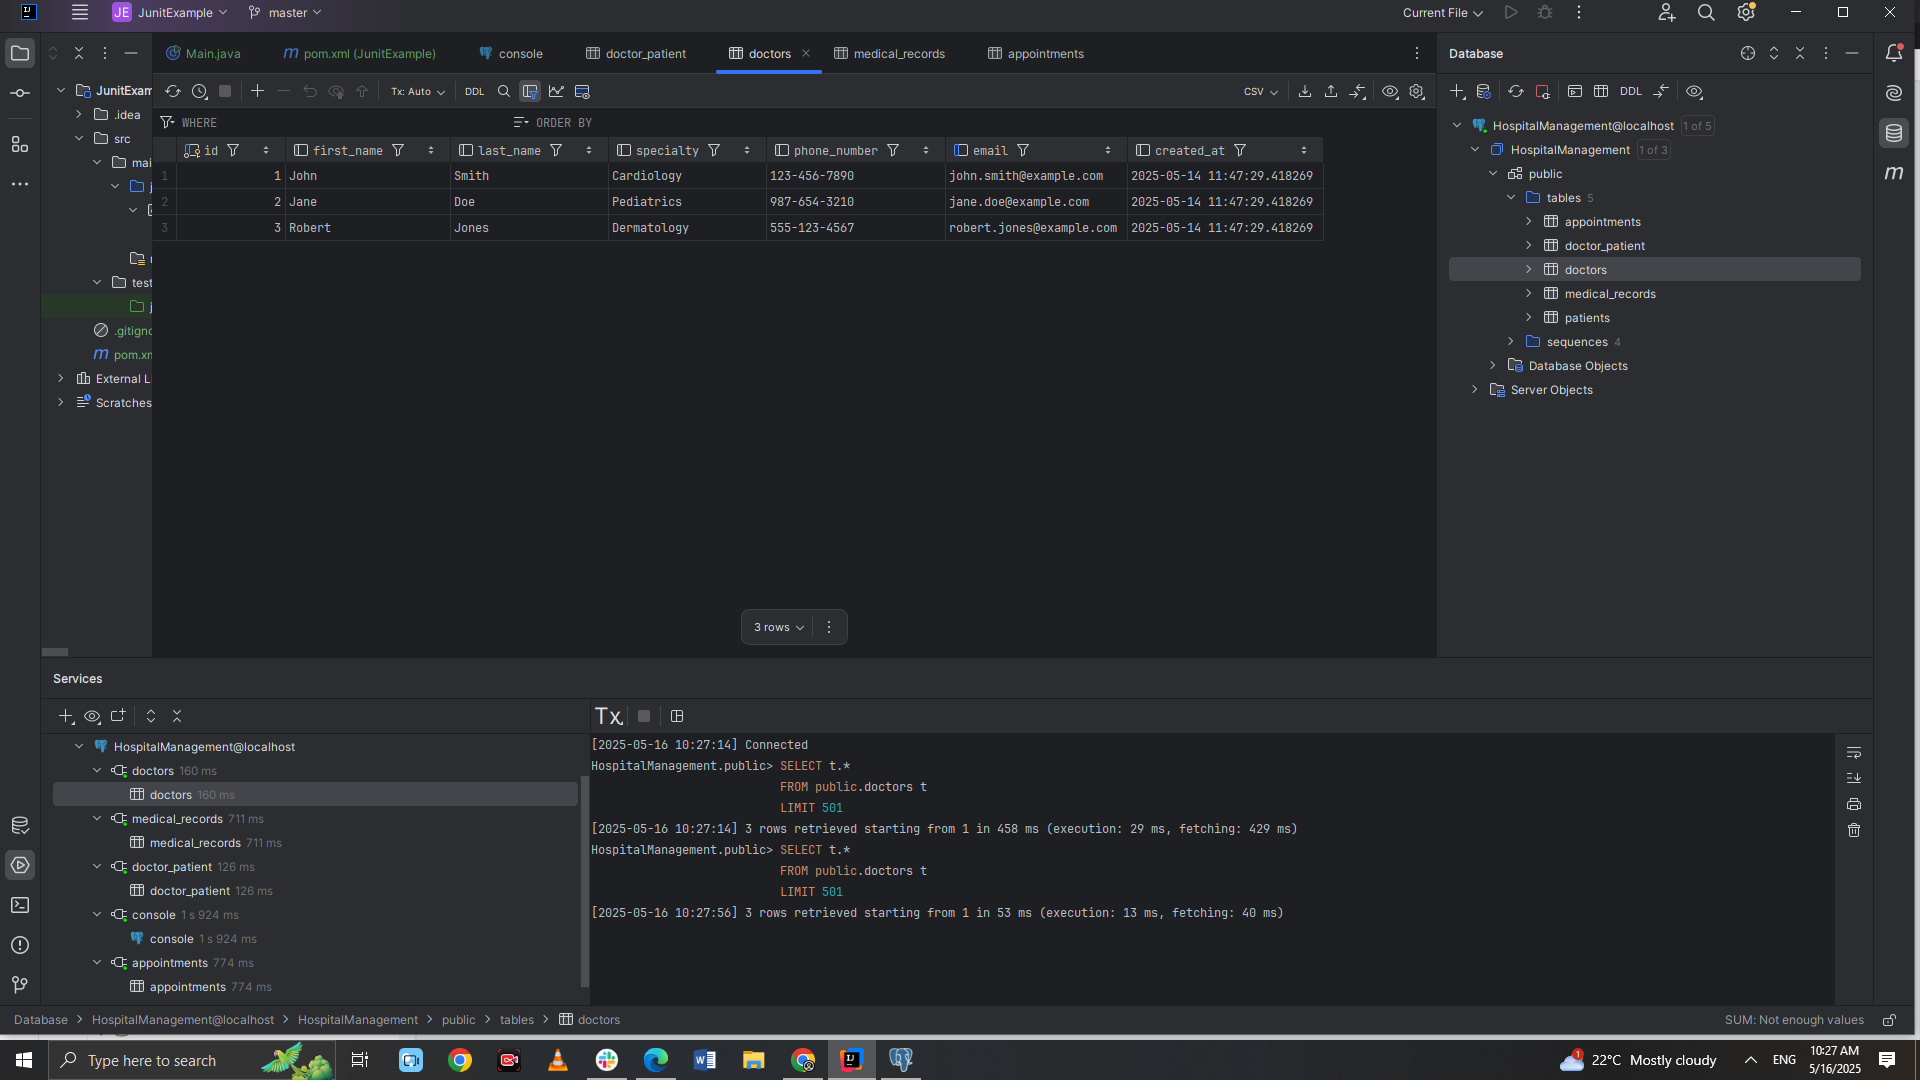 JE JunitExample master Current File
Main.java pom.xml (JunitExample) console doctor_patient doctors medical_records appointments Database
JunitExam
.idea
src
mai
test
.gitigno
pom.xm
External Li
Scratches
Tx: Auto DDL CSV
WHERE ORDER BY
id first_name last_name specialty phone_number email created_at
1 1 John Smith Cardiology 123-456-7890 john.smith@example.com 2025-05-14 11:47:29.418269
2 2 Jane Doe Pediatrics 987-654-3210 jane.doe@example.com 2025-05-14 11:47:29.418269
3 3 Robert Jones Dermatology 555-123-4567 robert.jones@example.com 2025-05-14 11:47:29.418269
3 rows
DDL
HospitalManagement@localhost 1 of 5
HospitalManagement 1 of 3
public
tables 5
appointments
doctor_patient
doctors
medical_records
patients
sequences 4
Database Objects
Server Objects
Services
HospitalManagement@localhost
doctors 160 ms
doctors 160 ms
medical_records 711 ms
medical_records 711 ms
doctor_patient 126 ms
doctor_patient 126 ms
console 1 s 924 ms
console 1 s 924 ms
appointments 774 ms
appointments 774 ms
Tx
[2025-05-16 10:27:14] Connected
HospitalManagement.public> SELECT t.*
FROM public.doctors t
LIMIT 501
[2025-05-16 10:27:14] 3 rows retrieved starting from 1 in 458 ms (execution: 29 ms, fetching: 429 ms)
HospitalManagement.public> SELECT t.*
FROM public.doctors t
LIMIT 501
[2025-05-16 10:27:56] 3 rows retrieved starting from 1 in 53 ms (execution: 13 ms, fetching: 40 ms)
Database HospitalManagement@localhost HospitalManagement public tables doctors SUM: Not enough values
Type here to search 1 22°C Mostly cloudy ENG 10:27 AM
5/16/2025